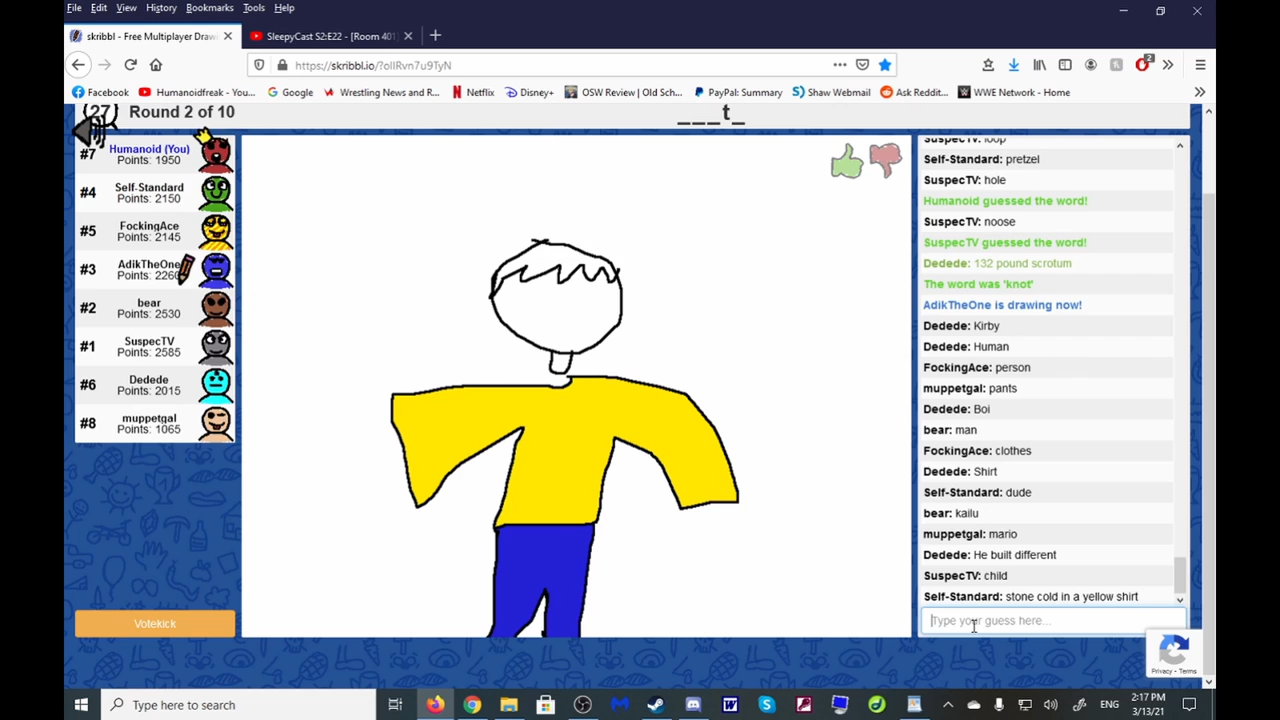 File Edit View History Bookmarks Tools Help
skribbl - Free Multiplayer Draw
SleepyCast S2:E22 - [Room 401]
https://skribbl.io/?olIRvn7u9TyN
Facebook Humanoidfreak - You... Google Wrestling News and R... Netflix Disney+ OSW Review | Old Sch... PayPal: Summary Shaw Webmail Ask Reddit... WWE Network - Home
27 Round 2 of 10 ___t_
#7 Humanoid (You)
Points: 1950
#4 Self-Standard
Points: 2150
#5 FockingAce
Points: 2145
#3 AdikTheOne
Points: 2260
#2 bear
Points: 2530
#1 SuspecTV
Points: 2585
#6 Dedede
Points: 2015
#8 muppetgal
Points: 1065
Votekick
SuspecTV: loop
Self-Standard: pretzel
SuspecTV: hole
Humanoid guessed the word!
SuspecTV: noose
SuspecTV guessed the word!
Dedede: 132 pound scrotum
The word was 'knot'
AdikTheOne is drawing now!
Dedede: Kirby
Dedede: Human
FockingAce: person
muppetgal: pants
Dedede: Boi
bear: man
FockingAce: clothes
Dedede: Shirt
Self-Standard: dude
bear: kailu
muppetgal: mario
Dedede: He built different
SuspecTV: child
Self-Standard: stone cold in a yellow shirt
Type your guess here...
Privacy - Terms
Type here to search
ENG
2:17 PM
3/13/21